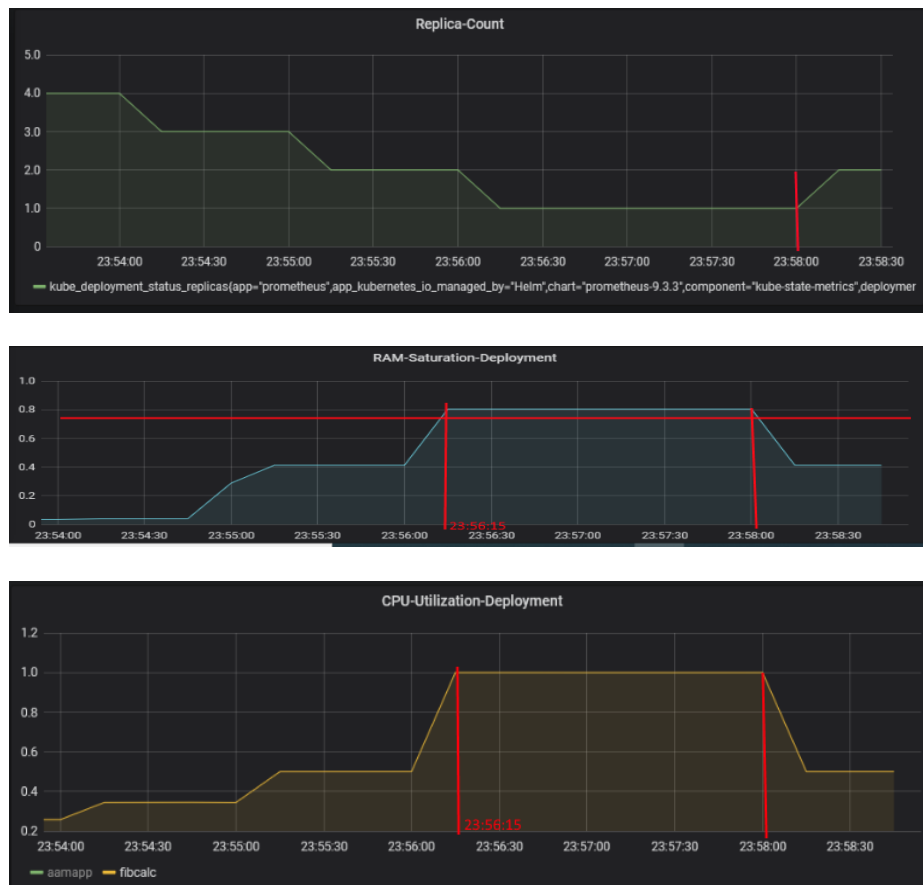 Replica-Count
5.0
4.0
3.0
2.0
1.0
0
23:54:00 23:54:30 23:55:00 23:55:30 23:56:00 23:56:30 23:57:00 23:57:30 23:58:00 23:58:30
kube_deployment_status_replicas{app="prometheus",app_kubernetes_io_managed_by="Helm",chart="prometheus-9.3.3",component="kube-state-metrics",deploymer
RAM-Saturation-Deployment
1.0
0.8
0.6
0.4
0.2
0
23:56:15
23:54:00 23:54:30 23:55:00 23:55:30 23:56:00 23:56:30 23:57:00 23:57:30 23:58:00 23:58:30
CPU-Utilization-Deployment
1.2
1.0
0.8
0.6
0.4
0.2
23:56:15
23:54:00 23:54:30 23:55:00 23:55:30 23:56:00 23:56:30 23:57:00 23:57:30 23:58:00 23:58:30
aamapp fibcalc